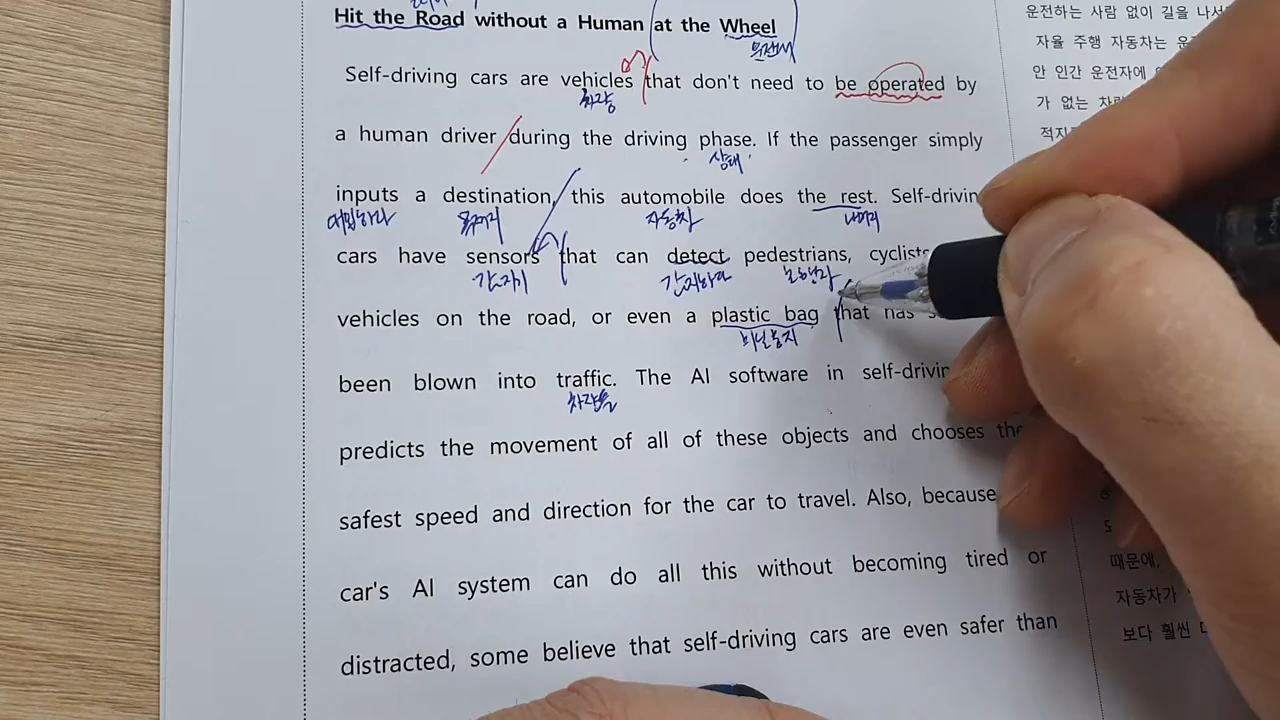 Hit the Road without a Human at the Wheel
운전대
Self-driving cars are vehicles that don't need to be operated by
차량
a human driver during the driving phase. If the passenger simply
상태
inputs a destination, this automobile does the rest. Self-drivin
입력하다 목적지 자동차 나머지
cars have sensors that can detect pedestrians, cyclists
감지기 감지하다 보행자
vehicles on the road, or even a plastic bag that has
비닐봉지
been blown into traffic. The AI software in self-drivin
차량들
predicts the movement of all of these objects and chooses the
safest speed and direction for the car to travel. Also, because
car's AI system can do all this without becoming tired or
distracted, some believe that self-driving cars are even safer than
운전하는 사람 없이 길을 나서
자율 주행 자동차는 운
안 인간 운전자에
가 없는 차량
적지
때문에,
자동차가
보다 훨씬